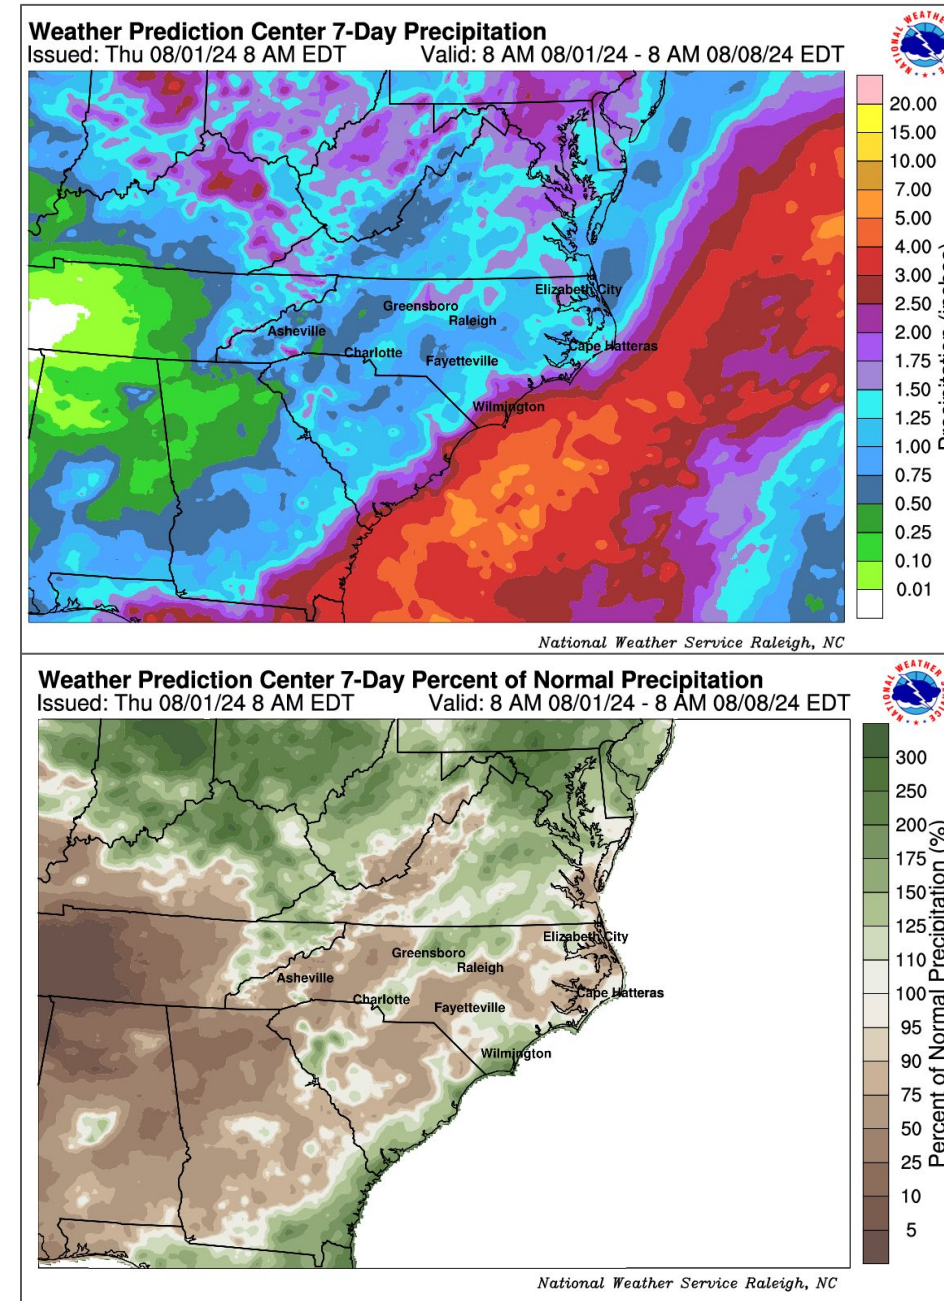 Weather Prediction Center 7-Day Precipitation
Issued: Thu 08/01/24 8 AM EDT Valid: 8 AM 08/01/24 - 8 AM 08/08/24 EDT
20.00
15.00
10.00
7.00
5.00
4.00
3.00
2.50
2.00
1.75
1.50
1.25
1.00
0.75
0.50
0.25
0.10
0.01
Elizabeth City
Greensboro
Raleigh
Asheville
Cape Hatteras
Charlotte
Fayetteville
Wilmington
National Weather Service Raleigh, NC
Weather Prediction Center 7-Day Percent of Normal Precipitation
Issued: Thu 08/01/24 8 AM EDT Valid: 8 AM 08/01/24 - 8 AM 08/08/24 EDT
300
250
200
175
150
125
110
100
95
90
75
50
25
10
5
Percent of Normal Precipitation (%)
Elizabeth City
Greensboro
Raleigh
Asheville
Cape Hatteras
Charlotte
Fayetteville
Wilmington
National Weather Service Raleigh, NC